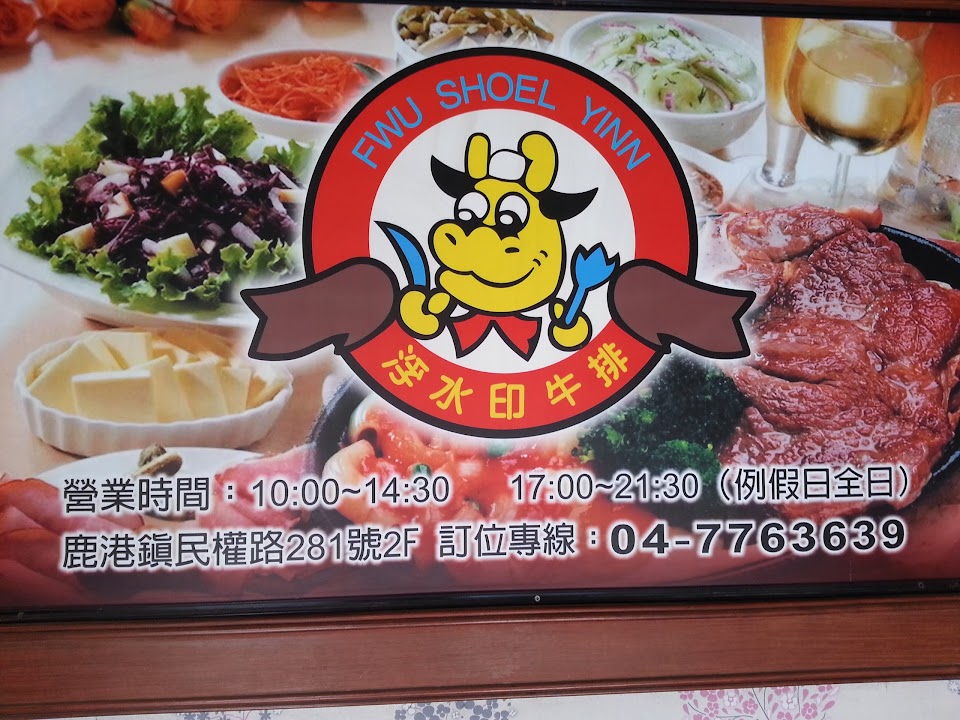 FWU SHOEL YINN
浮水印牛排
營業時間：10:00~14:30 17:00~21:30（例假日全日）
鹿港鎮民權路281號2F 訂位專線：04-7763639